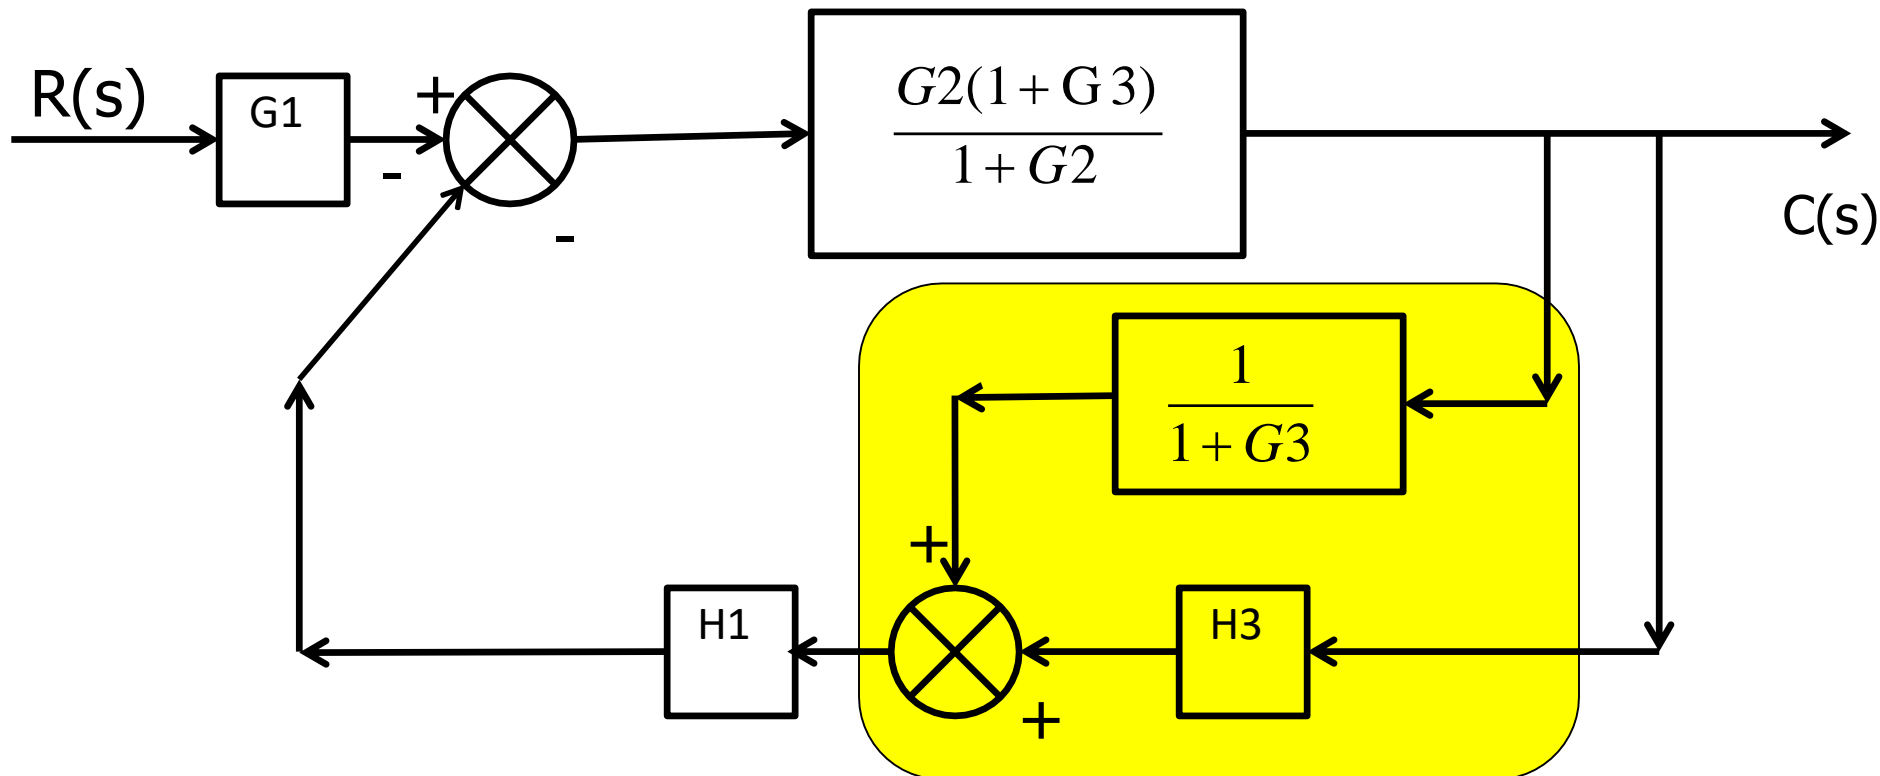 R(s)
G1
+
-
-
G2(1+G3)
1+G2
C(s)
1
1+G3
+
H1
H3
+